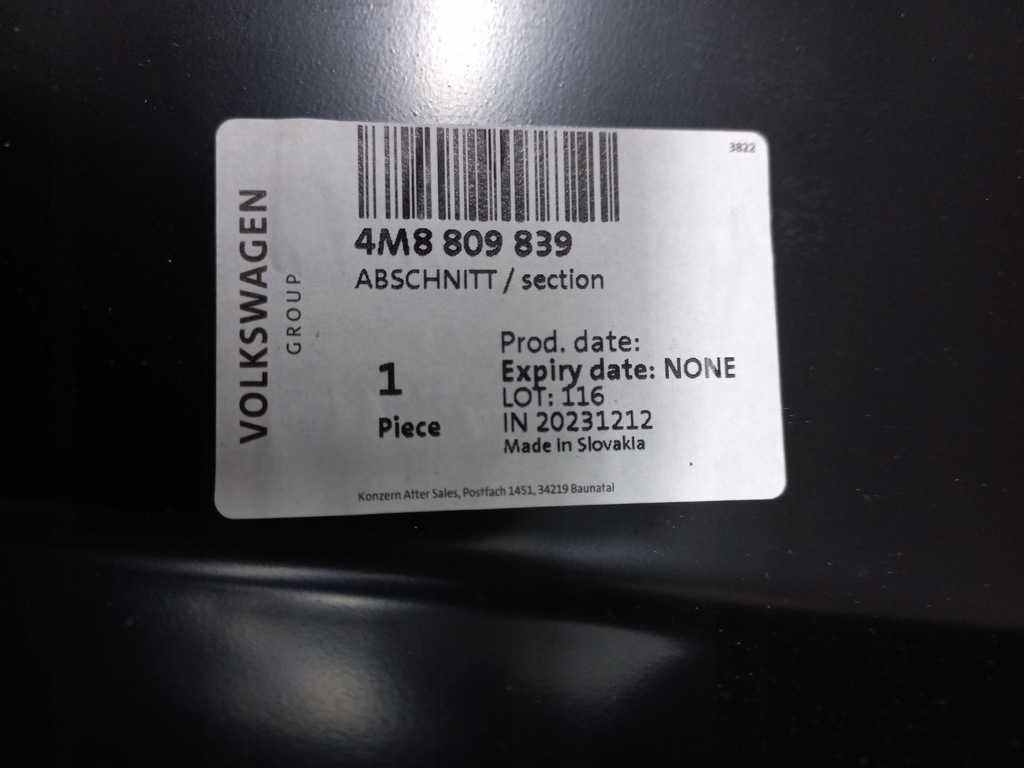 3822
VOLKSWAGEN
GROUP
4M8 809 839
ABSCHNITT / section
1
Piece
Prod. date:
Expiry date: NONE
LOT: 116
IN 20231212
Made In Slovakia
Konzern After Sales, Postfach 1451, 34219 Baunatal